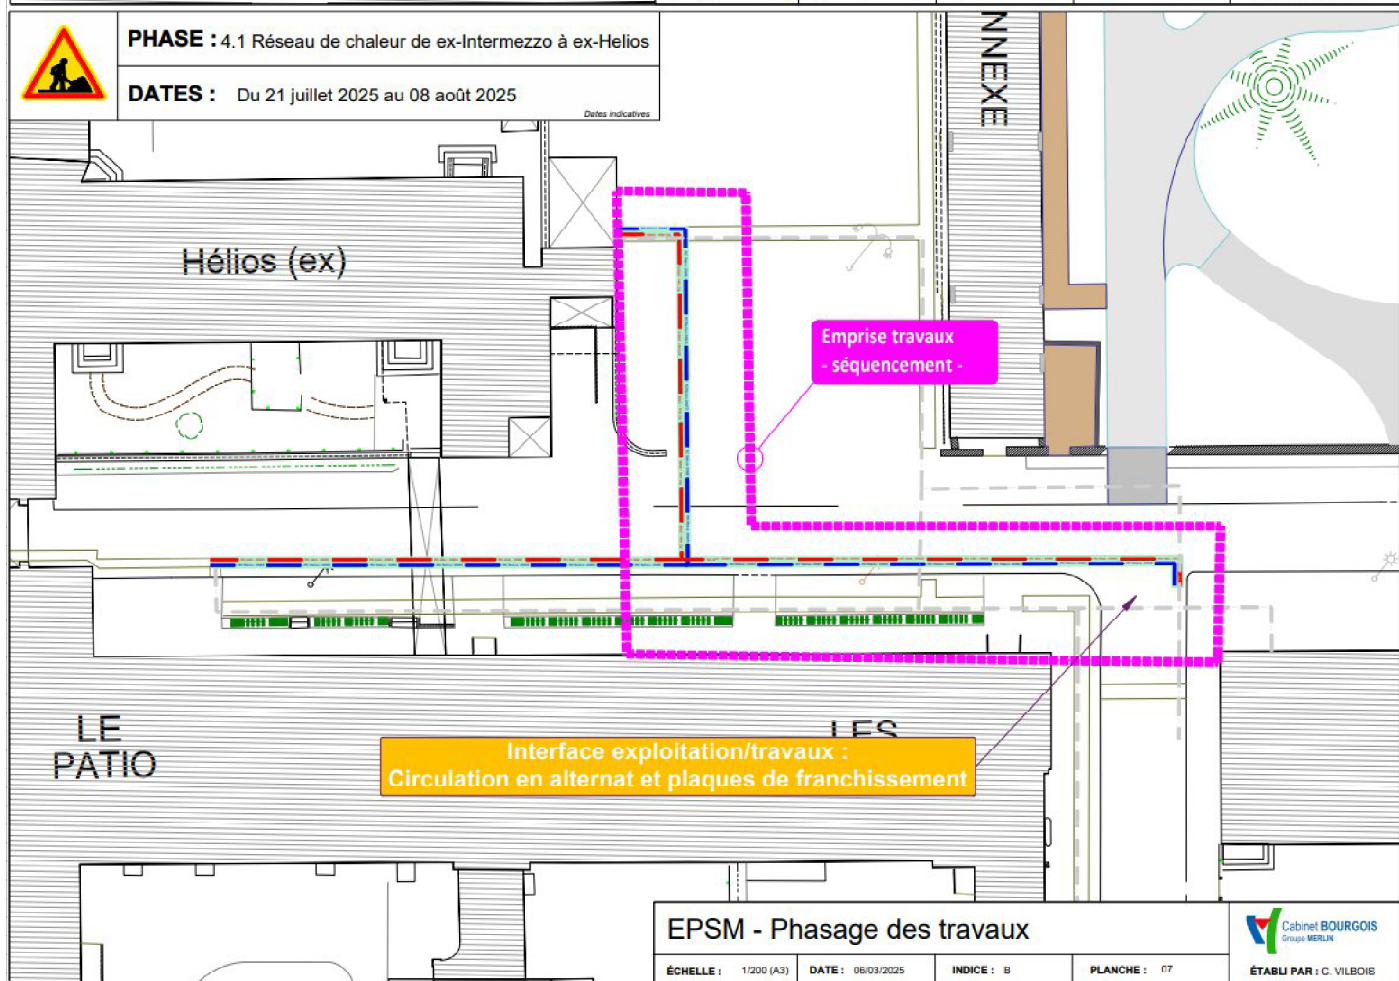 PHASE : 4.1 Réseau de chaleur de ex-Intermezzo à ex-Helios
DATES : Du 21 juillet 2025 au 08 août 2025
Dates indicatives
NNEXE
Hélios (ex)
Emprise travaux
- séquencement -
LE
PATIO
LES
Interface exploitation/travaux :
Circulation en alternat et plaques de franchissement
EPSM - Phasage des travaux
Cabinet BOURGOIS
Groupe MERLIN
ÉCHELLE : 1/200 (A3) DATE : 06/03/2025 INDICE : B PLANCHE : 07 ÉTABLI PAR : C. VILBOIS